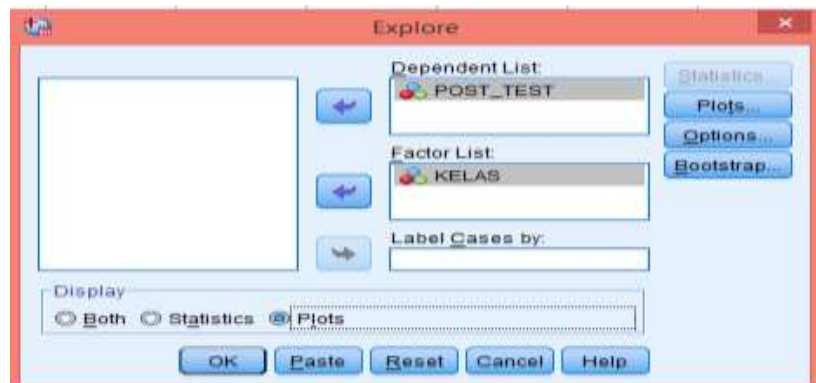 Explore
Dependent List:
POST_TEST
Statistics...
Plots...
Options...
Factor List:
Bootstrap...
KELAS
Label Cases by:
Display
Both Statistics Plots
OK Paste Reset Cancel Help